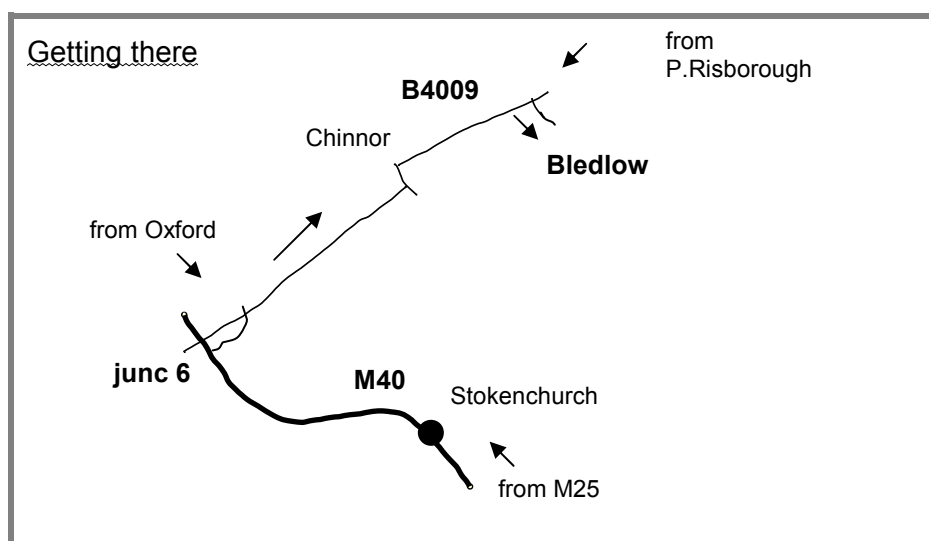 Getting there
from
P.Risborough
B4009
Chinnor
Bledlow
from Oxford
junc 6
M40
Stokenchurch
from M25